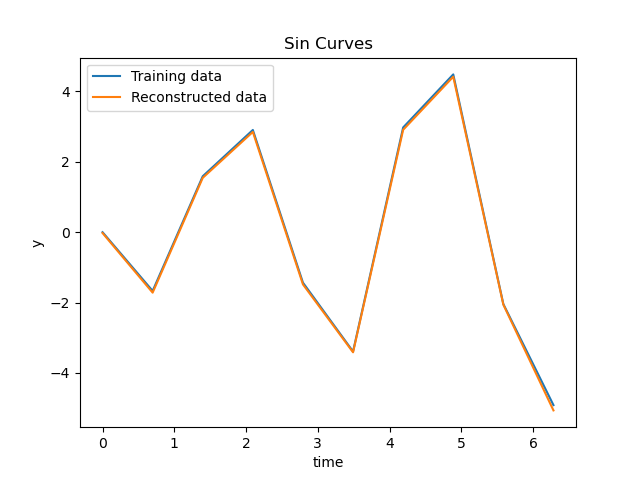 Sin Curves
Training data
Reconstructed data
4
2
0
−2
−4
y
0 1 2 3 4 5 6
time